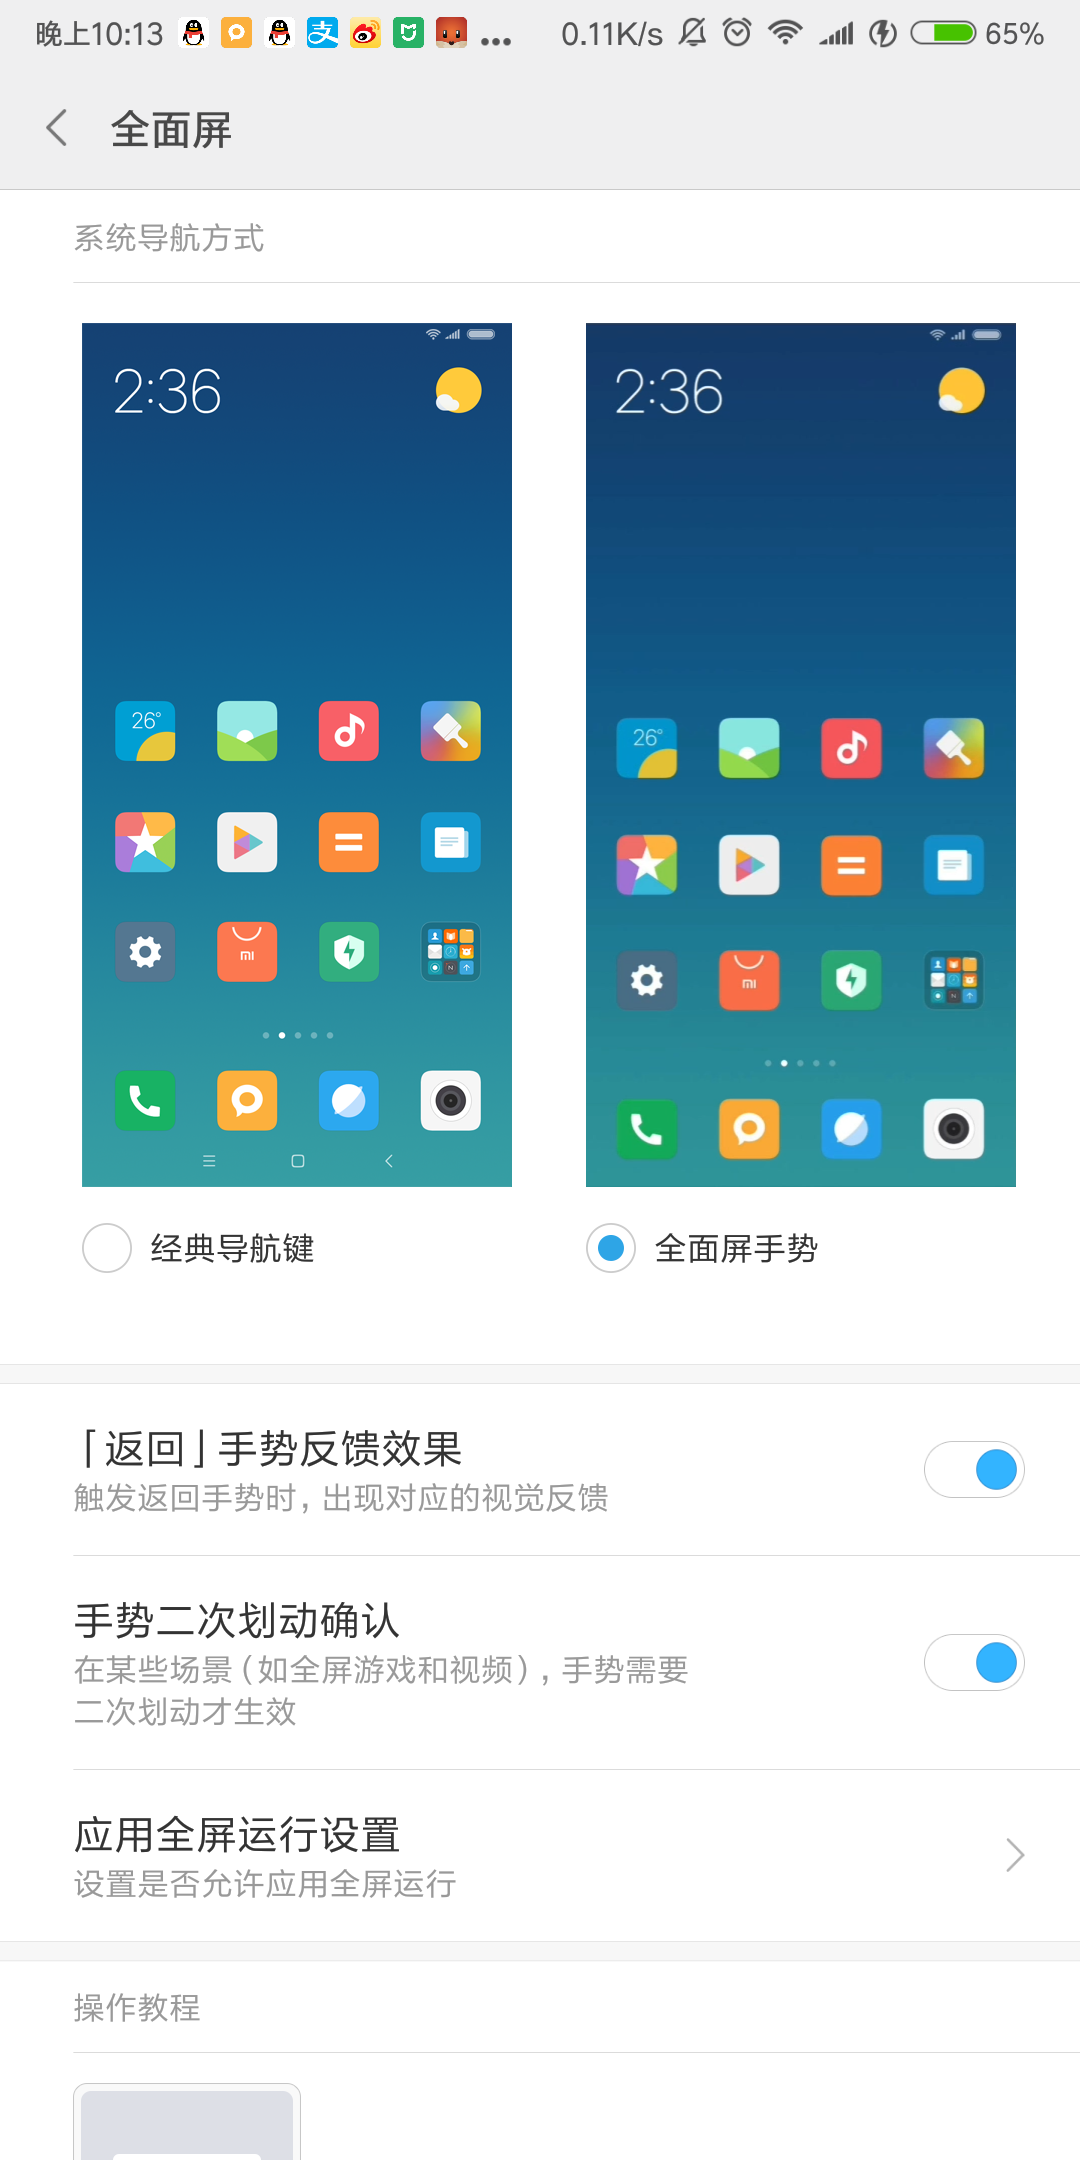 晚上10:13
0.11K/s
65%
全面屏
系统导航方式
2:36
2:36
26°
26°
mi
mi
经典导航键
全面屏手势
「返回」手势反馈效果
触发返回手势时，出现对应的视觉反馈
手势二次划动确认
在某些场景（如全屏游戏和视频），手势需要
二次划动才生效
应用全屏运行设置
设置是否允许应用全屏运行
操作教程